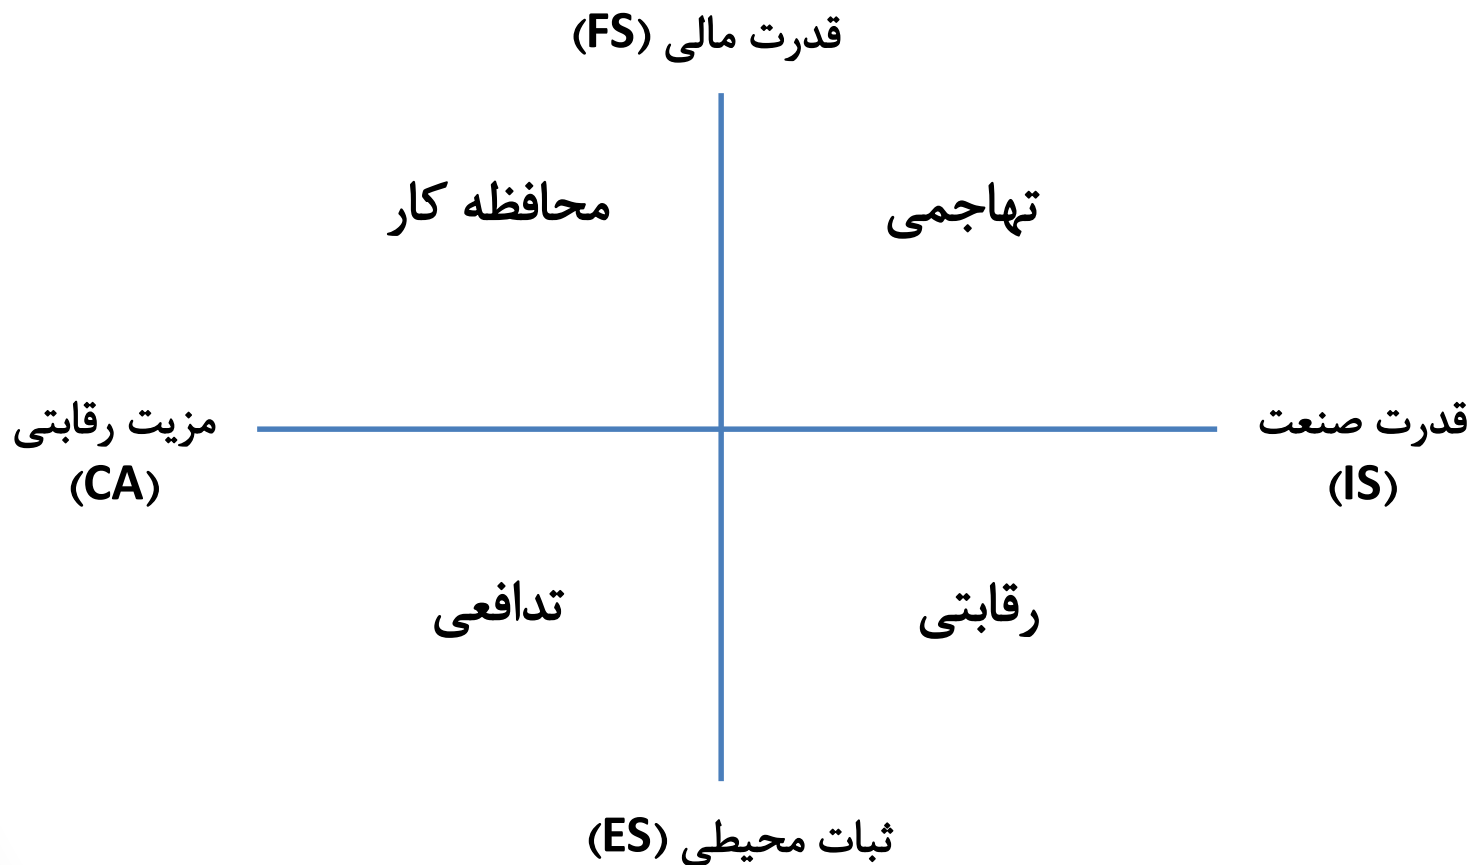 قدرت مالی (FS)
تهاجمی
محافظه کار
قدرت صنعت
(IS)
مزیت رقابتی
(CA)
رقابتی
تدافعی
ثبات محیطی (ES)